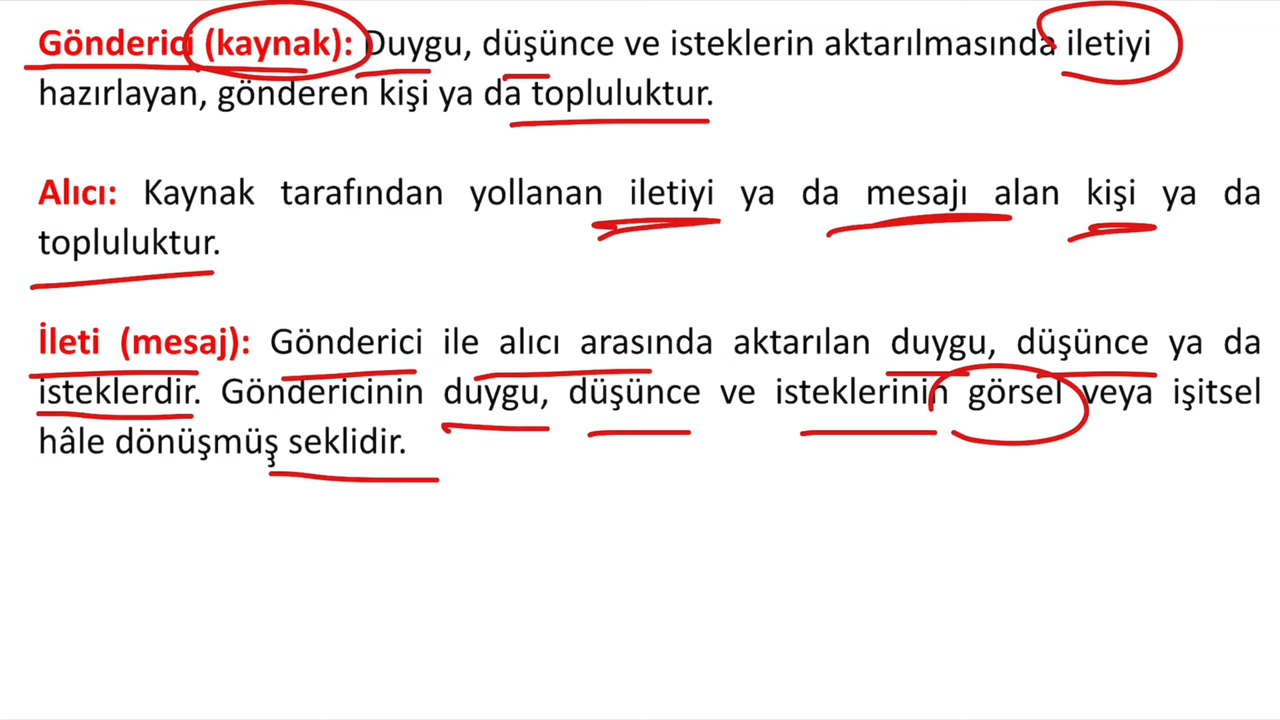 Gönderici (kaynak): Duygu, düşünce ve isteklerin aktarılmasında iletiyi
hazırlayan, gönderen kişi ya da topluluktur.
Alıcı: Kaynak tarafından yollanan iletiyi ya da mesajı alan kişi ya da
topluluktur.
İleti (mesaj): Gönderici ile alıcı arasında aktarılan duygu, düşünce ya da
isteklerdir. Göndericinin duygu, düşünce ve isteklerinin görsel veya işitsel
hâle dönüşmüş seklidir.